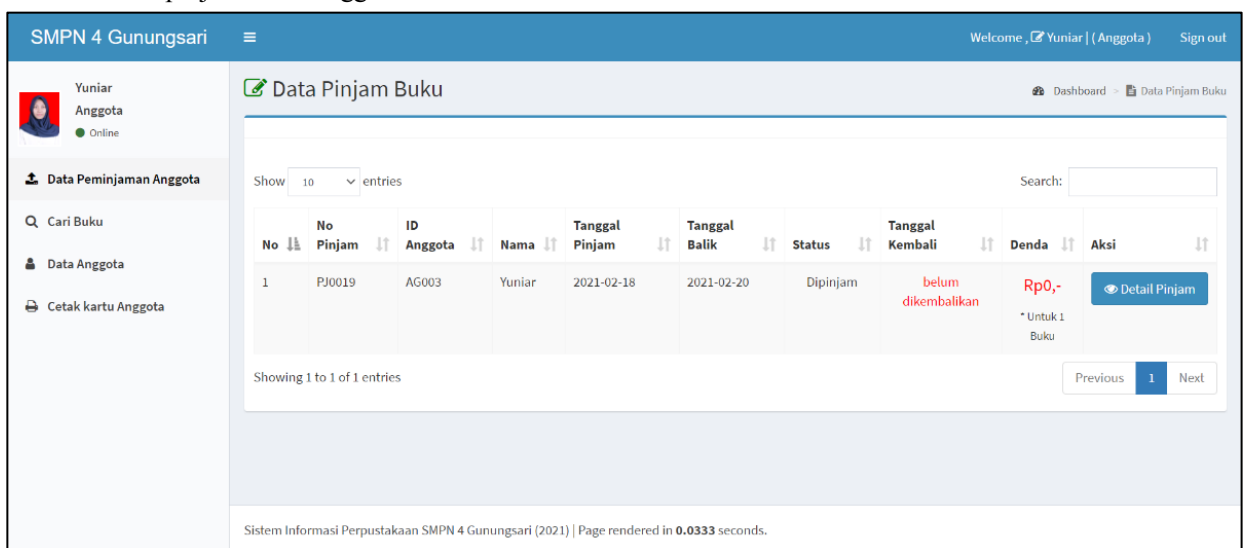 SMPN 4 Gunungsari
Welcome , Yuniar | ( Anggota ) Sign out
Yuniar
Anggota
Online
Data Peminjaman Anggota
Cari Buku
Data Anggota
Cetak kartu Anggota
Data Pinjam Buku
Dashboard > Data Pinjam Buku
Show 10 entries Search:
No No Pinjam ID Anggota Nama Tanggal Pinjam Tanggal Balik Status Tanggal Kembali Denda Aksi
1 PJ0019 AG003 Yuniar 2021-02-18 2021-02-20 Dipinjam belum dikembalikan Rp0,- Detail Pinjam
* Untuk 1
Buku
Showing 1 to 1 of 1 entries Previous 1 Next
Sistem Informasi Perpustakaan SMPN 4 Gunungsari (2021) | Page rendered in 0.0333 seconds.